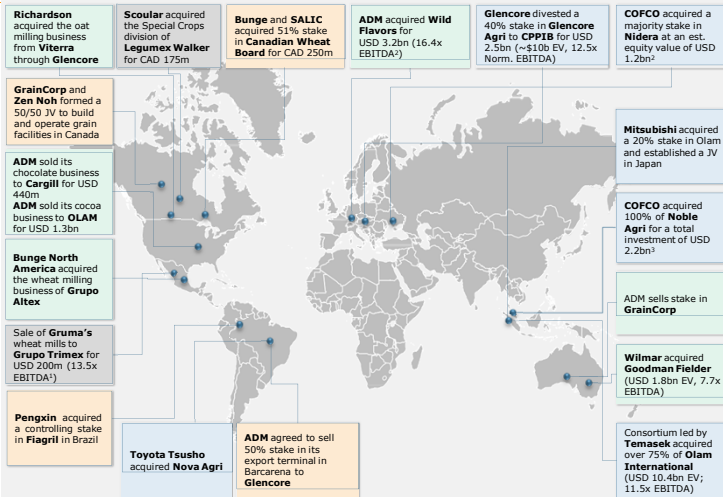 Richardson
acquired the oat
milling business
from Viterra
through Glencore
Scoular acquired
the Special Crops
division of
Legumex Walker
for CAD 175m
Bunge and SALIC
acquired 51% stake
in Canadian Wheat
Board for CAD 250m
ADM acquired Wild
Flavors for
USD 3.2bn (16.4x
EBITDA²)
Glencore divested a
40% stake in Glencore
Agri to CPPIB for USD
2.5bn (~$10b EV, 12.5x
Norm. EBITDA)
COFCO acquired a
majority stake in
Nidera at an est.
equity value of USD
1.2bn²
GrainCorp and
Zen Noh formed a
50/50 JV to build
and operate grain
facilities in Canada
ADM sold its
chocolate business
to Cargill for USD
440m
ADM sold its cocoa
business to OLAM
for USD 1.3bn
Bunge North
America acquired
the wheat milling
business of Grupo
Altex
Sale of Gruma's
wheat mills to
Grupo Trimex for
USD 200m (13.5x
EBITDA¹)
Pengxin acquired
a controlling stake
in Fiagril in Brazil
Toyota Tsusho
acquired Nova Agri
ADM agreed to sell
50% stake in its
export terminal in
Barcarena to
Glencore
Mitsubishi acquired
a 20% stake in Olam
and established a JV
in Japan
COFCO acquired
100% of Noble
Agri for a total
investment of USD
2.2bn³
ADM sells stake in
GrainCorp
Wilmar acquired
Goodman Fielder
(USD 1.8bn EV, 7.7x
EBITDA)
Consortium led by
Temasek acquired
over 75% of Olam
International
(USD 10.4bn EV;
11.5x EBITDA)